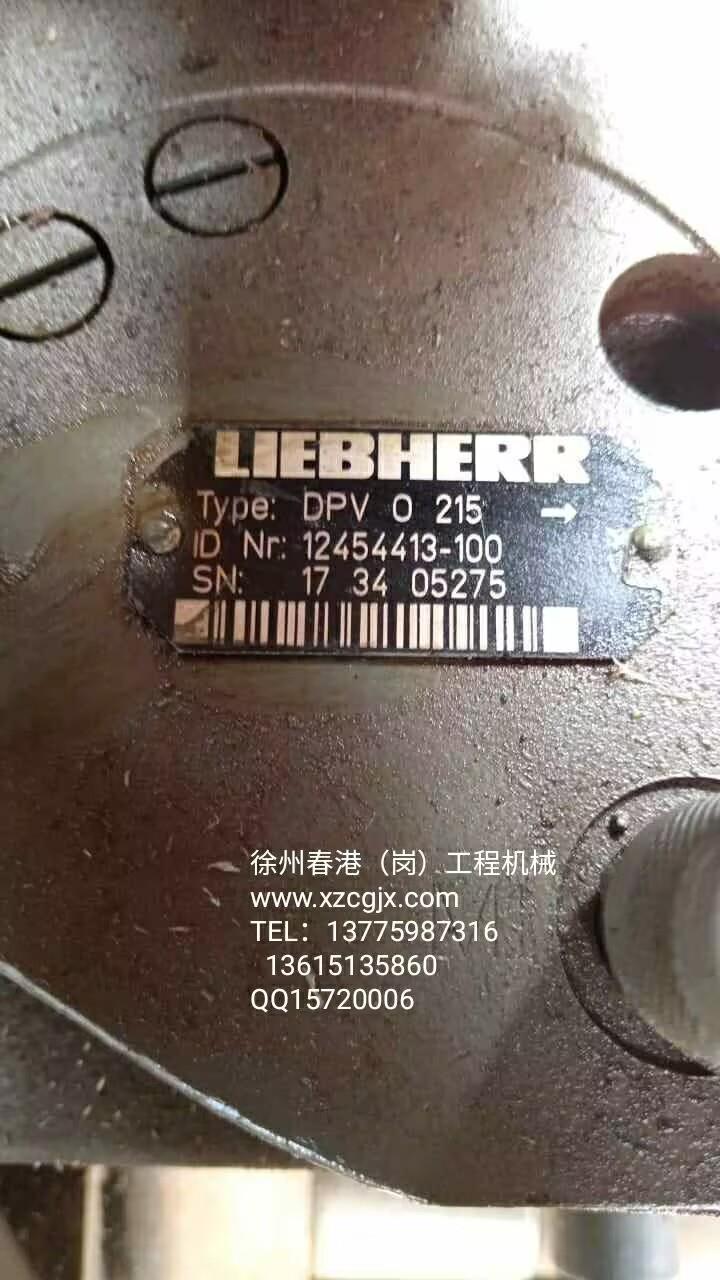 LIEBHERR
Type: DPV O 215 →
ID Nr: 12454413-100
SN: 17 34 05275
徐州春港（岗）工程机械
www.xzcgjx.com
TEL：13775987316
13615135860
QQ15720006